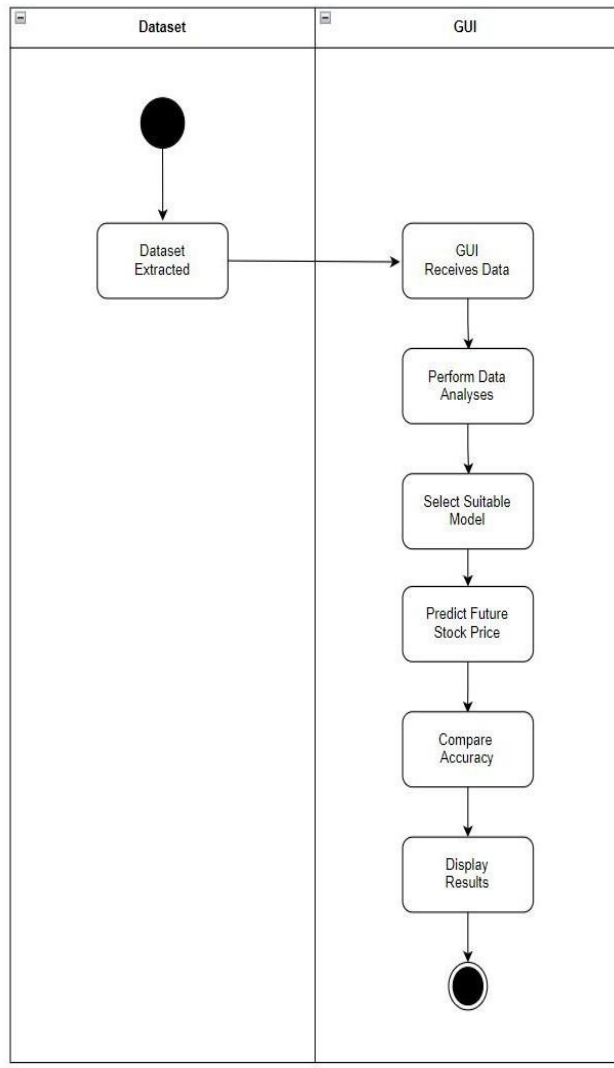 Dataset
GUI
Dataset
Extracted
GUI
Receives Data
Perform Data
Analyses
Select Suitable
Model
Predict Future
Stock Price
Compare
Accuracy
Display
Results